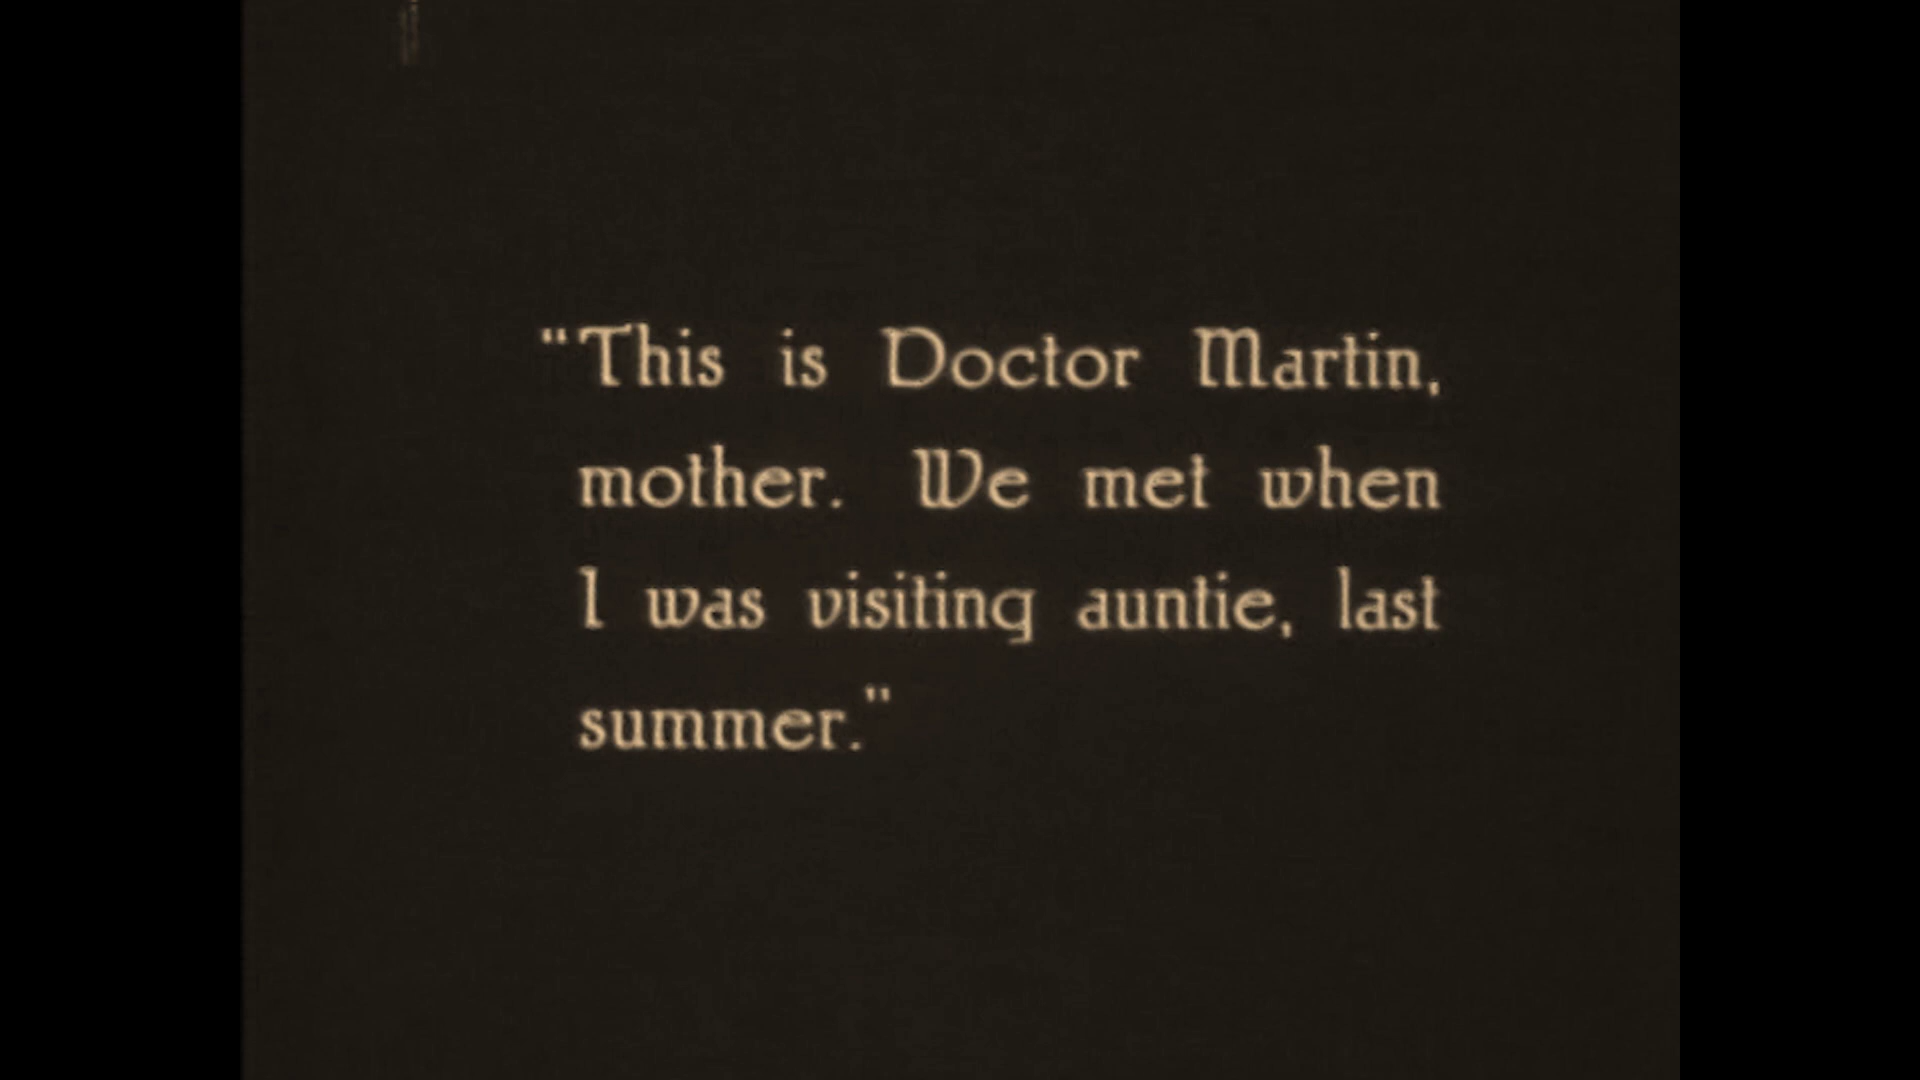 "This is Doctor Martin,
mother. We met when
I was visiting auntie, last
summer."